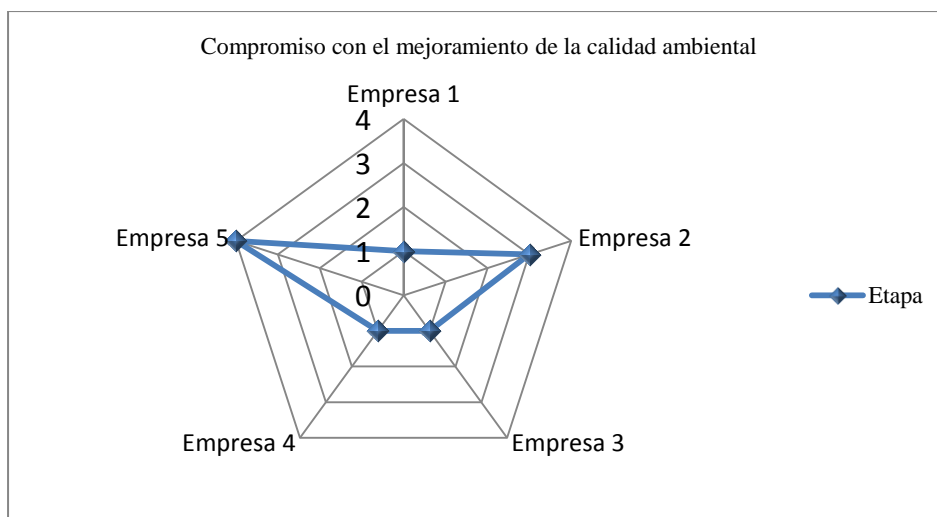 Compromiso con el mejoramiento de la calidad ambiental
Empresa 1
4
3
2
1
0
Empresa 2
Empresa 5
Etapa
Empresa 4
Empresa 3